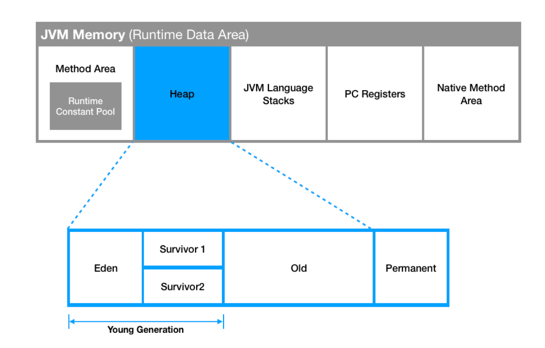 JVM Memory (Runtime Data Area)
Method Area
Runtime
Constant Pool
Heap
JVM Language
Stacks
PC Registers
Native Method
Area
Eden
Survivor 1
Survivor2
Old
Permanent
Young Generation